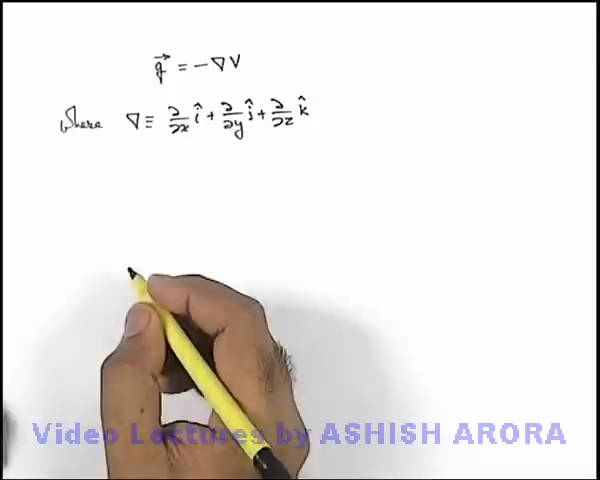 g⃗ = −∇V
where ∇ ≡ ∂/∂x î + ∂/∂y ĵ + ∂/∂z k̂
Video Lectures by ASHISH ARORA